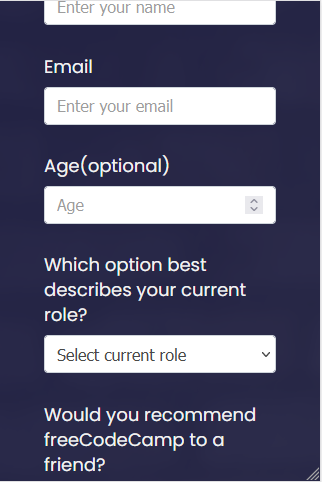 Enter your name
Email
Enter your email
Age(optional)
Age
Which option best
describes your current
role?
Select current role
Would you recommend
freeCodeCamp to a
friend?